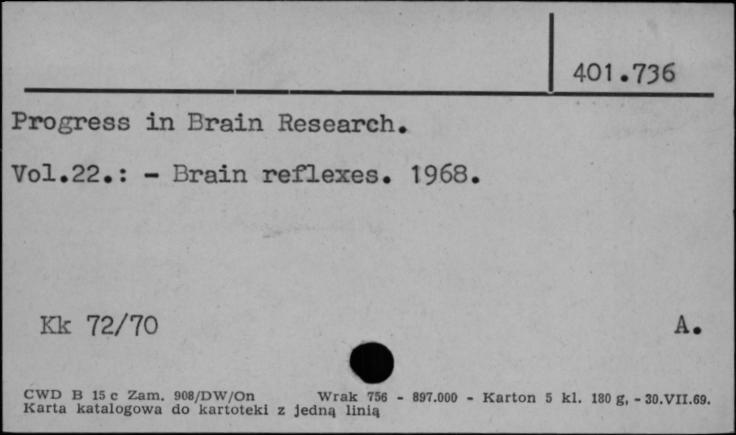 401.736
Progress in Brain Research.
Vol.22.: - Brain reflexes. 1968.
Kk 72/70 A.
CWD B 15 c Zam. 908/DW/On Wrak 756 - 897.000 - Karton 5 kl. 180 g, - 30.VII.69.
Karta katalogowa do kartoteki z jedną linią